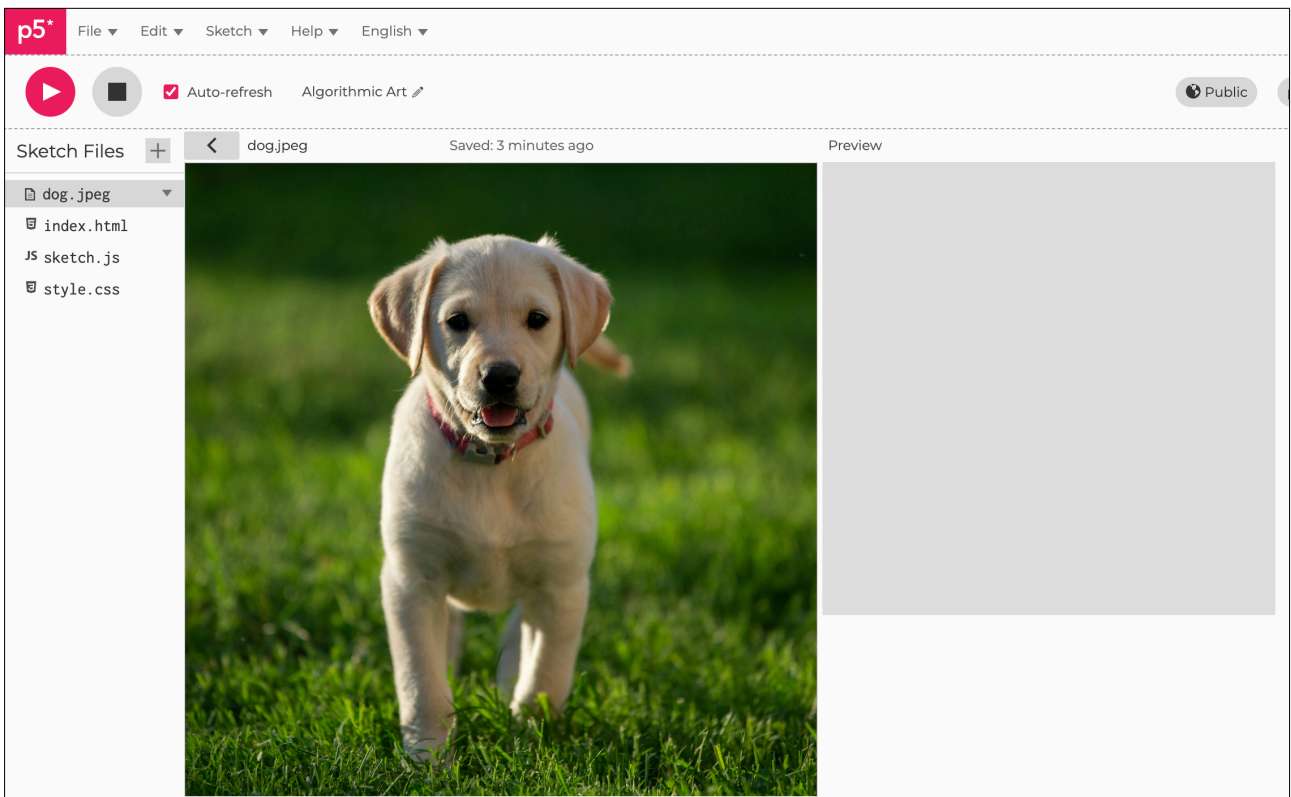 p5* File Edit Sketch Help English
Auto-refresh Algorithmic Art Public
Sketch Files dog.jpeg Saved: 3 minutes ago Preview
dog.jpeg
index.html
JS sketch.js
style.css